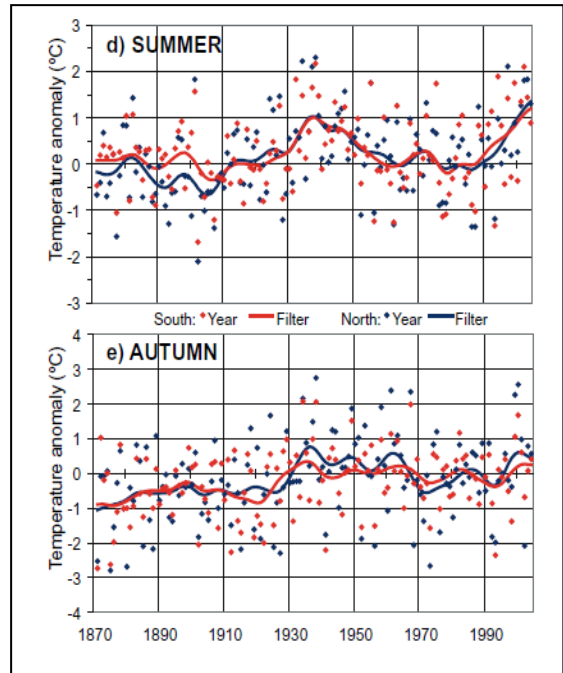 d) SUMMER
Temperature anomaly (ºC)
3
2
1
0
-1
-2
-3
South: Year Filter North: Year Filter
e) AUTUMN
Temperature anomaly (ºC)
4
3
2
1
0
-1
-2
-3
-4
1870 1890 1910 1930 1950 1970 1990